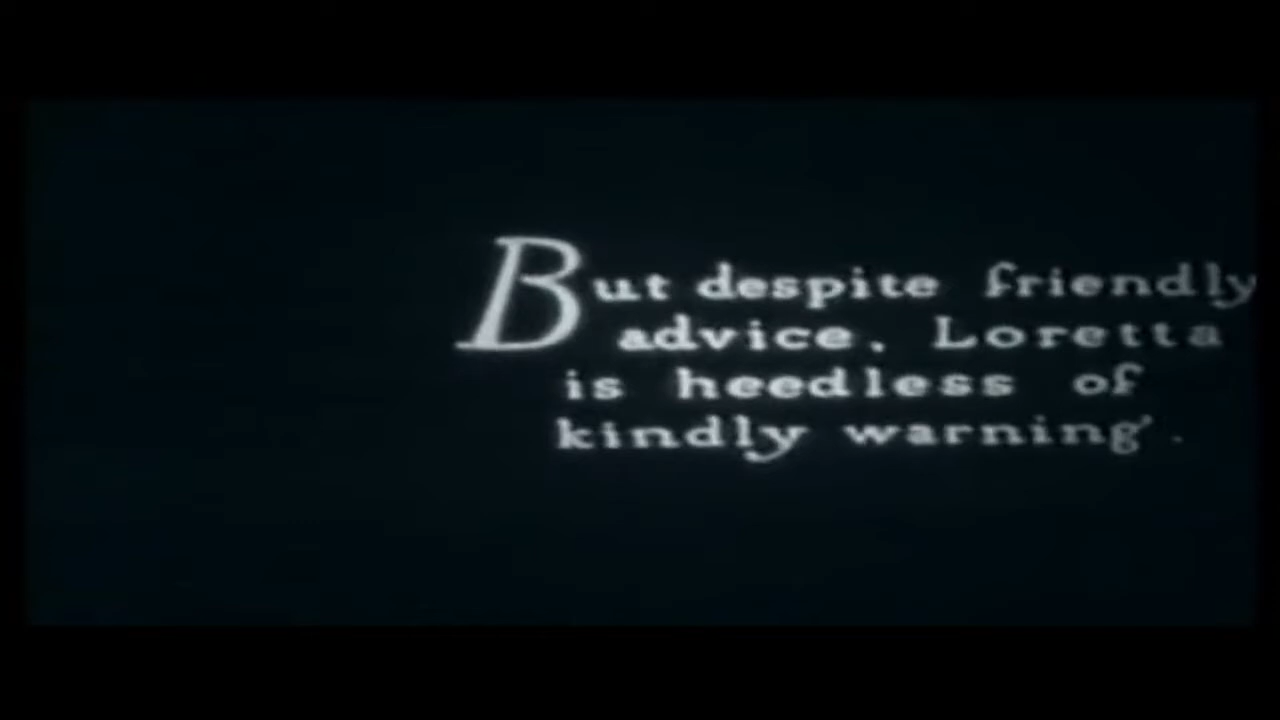 But despite friendly
advice, Loretta
is heedless of
kindly warning.